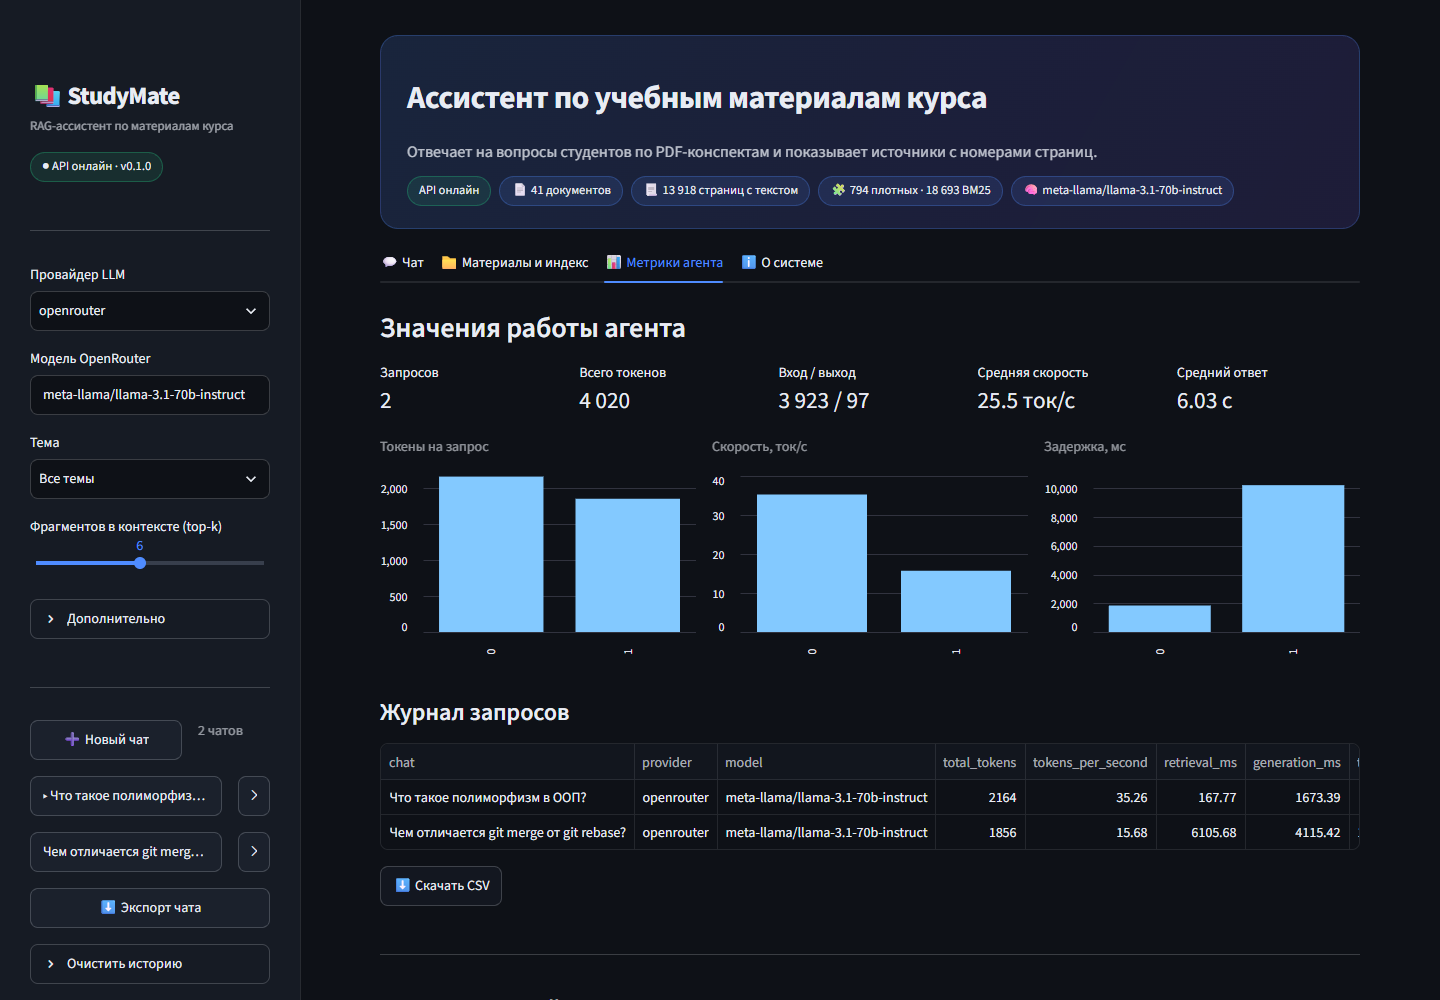 StudyMate
RAG-ассистент по материалам курса
API онлайн · v0.1.0
Провайдер LLM
openrouter
Модель OpenRouter
meta-llama/llama-3.1-70b-instruct
Тема
Все темы
Фрагментов в контексте (top-k)
6
Дополнительно
Новый чат
2 чатов
Что такое полиморфиз...
Чем отличается git merg...
Экспорт чата
Очистить историю
Ассистент по учебным материалам курса
Отвечает на вопросы студентов по PDF-конспектам и показывает источники с номерами страниц.
API онлайн 41 документов 13 918 страниц с текстом 794 плотных · 18 693 BM25 meta-llama/llama-3.1-70b-instruct
Чат Материалы и индекс Метрики агента О системе
Значения работы агента
Запросов Всего токенов Вход / выход Средняя скорость Средний ответ
2 4 020 3 923 / 97 25.5 ток/с 6.03 с
Токены на запрос
2,000
1,500
1,000
500
0
0 1
Скорость, ток/с
40
30
20
10
0
0 1
Задержка, мс
10,000
8,000
6,000
4,000
2,000
0
0 1
Журнал запросов
chat provider model total_tokens tokens_per_second retrieval_ms generation_ms
Что такое полиморфизм в ООП? openrouter meta-llama/llama-3.1-70b-instruct 2164 35.26 167.77 1673.39
Чем отличается git merge от git rebase? openrouter meta-llama/llama-3.1-70b-instruct 1856 15.68 6105.68 4115.42
Скачать CSV